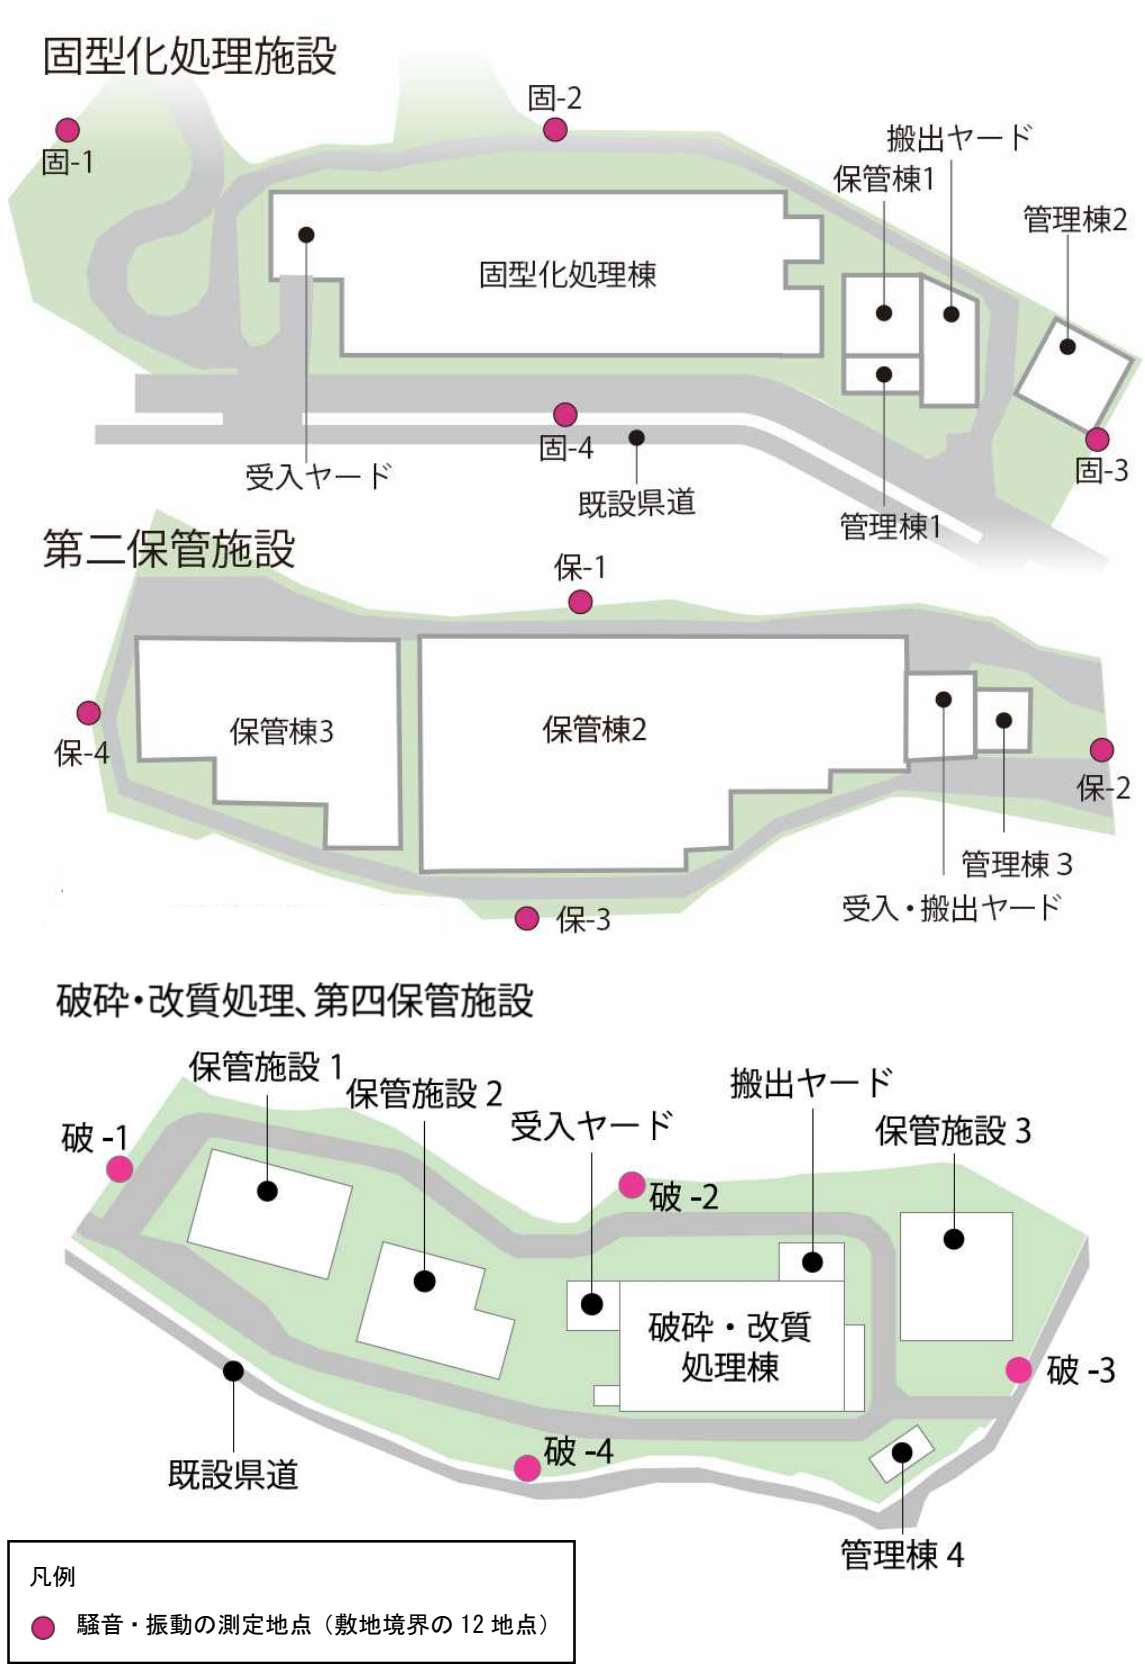 固型化処理施設
固-2
固-1
搬出ヤード
保管棟1
管理棟2
固型化処理棟
固-4
固-3
受入ヤード
既設県道
管理棟1
第二保管施設
保-1
保管棟3
保管棟2
保-4
保-2
管理棟 3
受入・搬出ヤード
保-3
破砕・改質処理、第四保管施設
保管施設 1
保管施設 2
搬出ヤード
受入ヤード
保管施設 3
破 -1
破 -2
破砕・改質
処理棟
破 -3
破 -4
既設県道
管理棟 4
凡例
騒音・振動の測定地点（敷地境界の 12 地点）